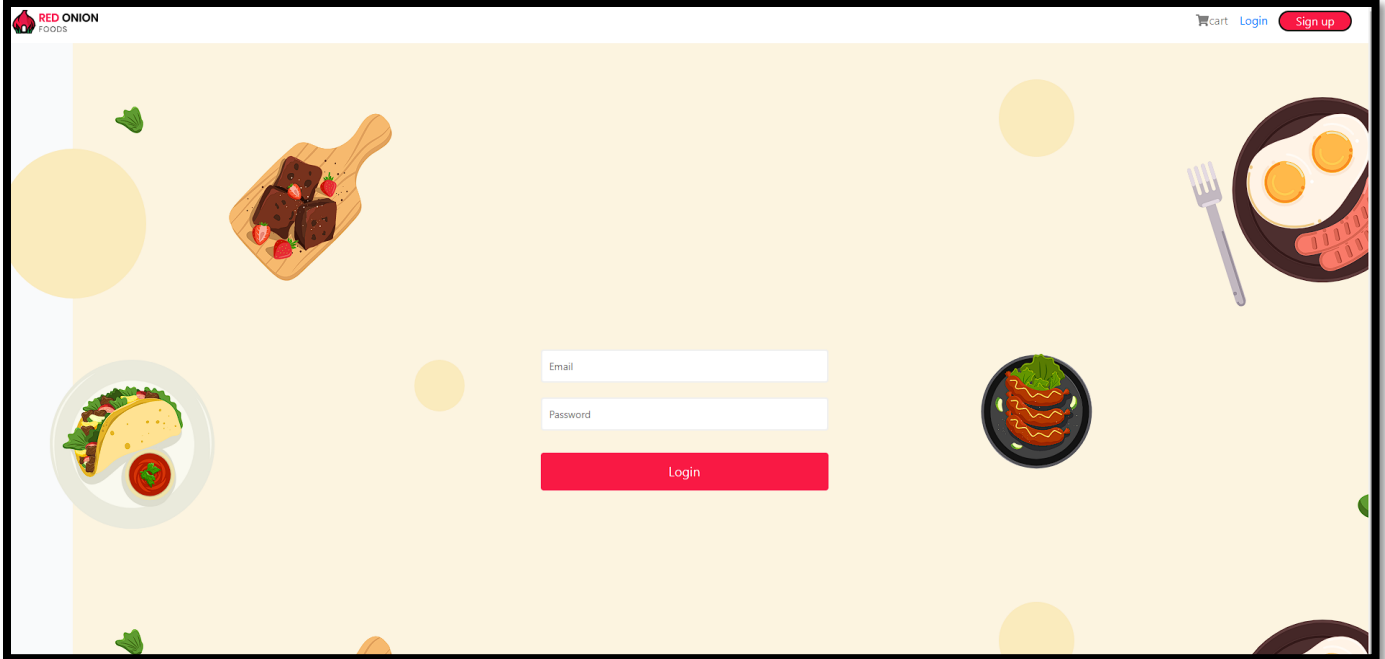 RED ONION
FOODS
cart Login Sign up
Email
Password
Login